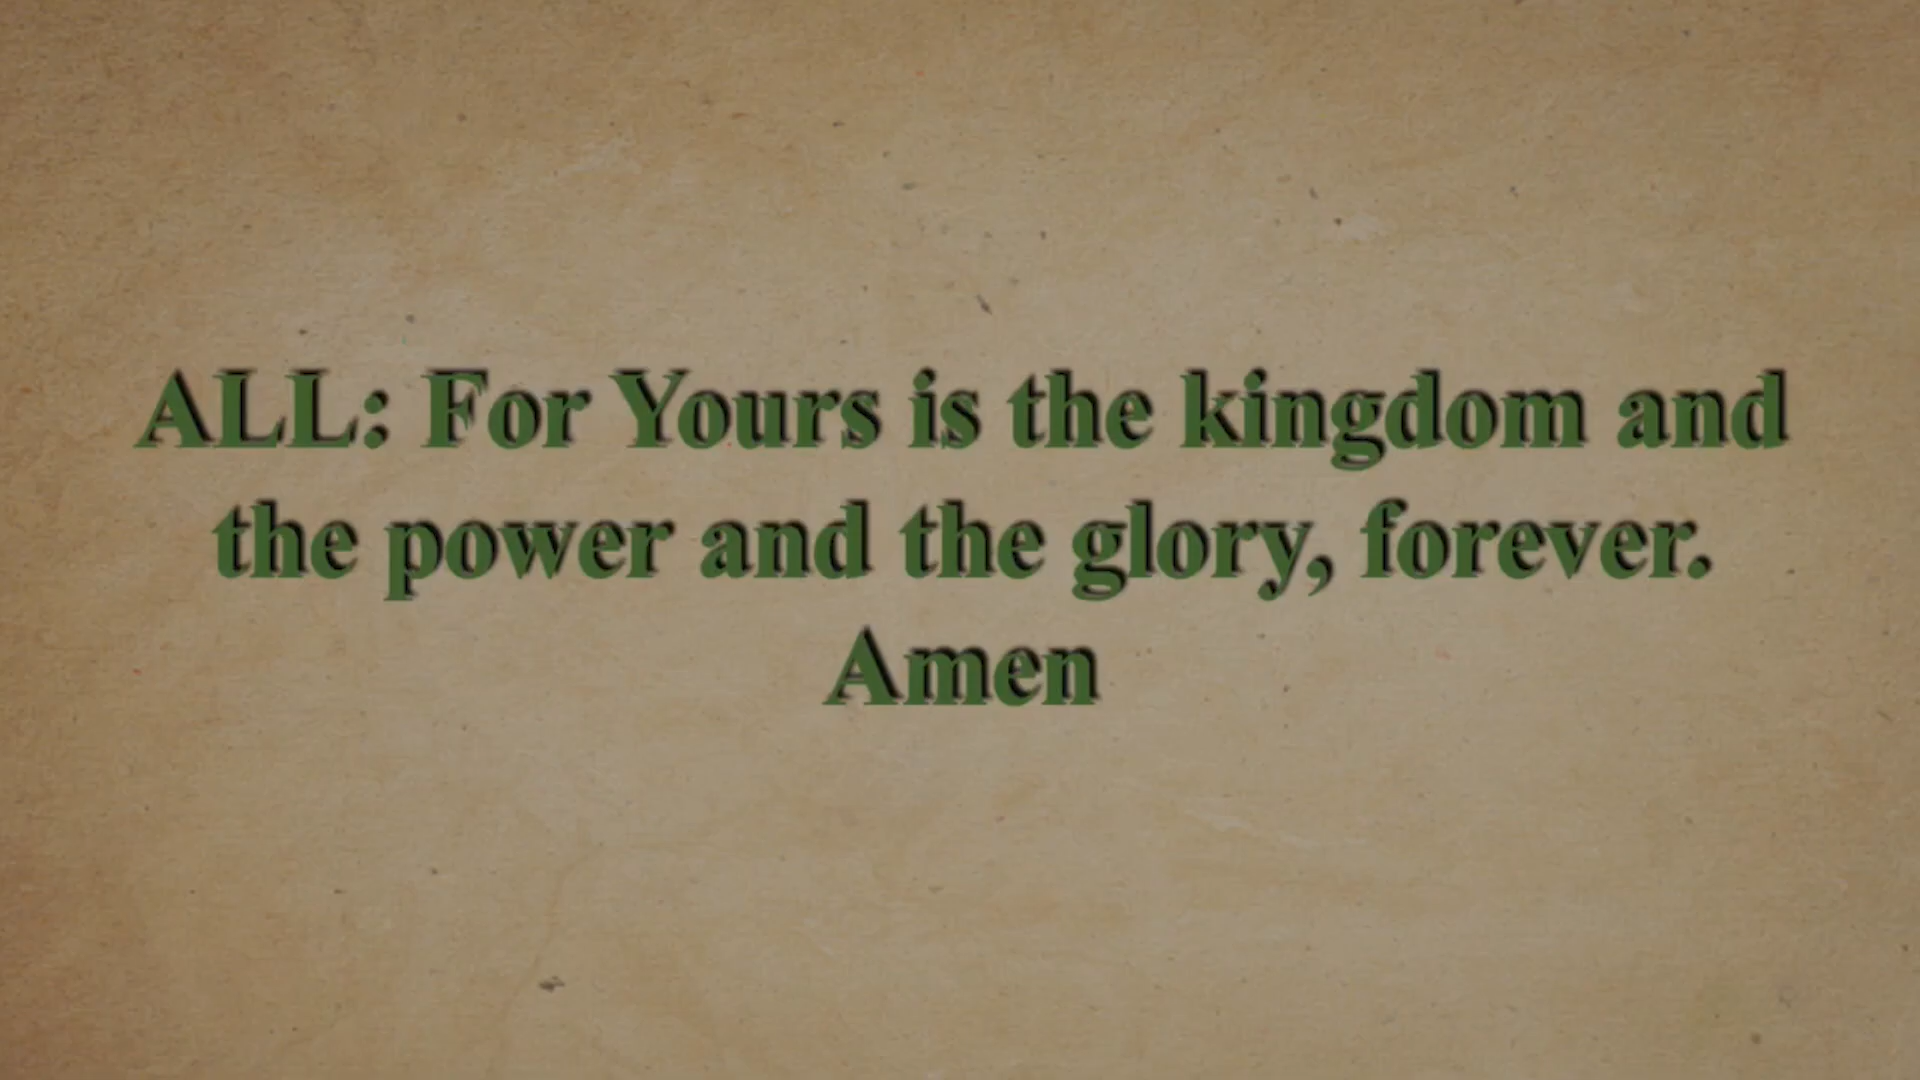 ALL: For Yours is the kingdom and
the power and the glory, forever.
Amen